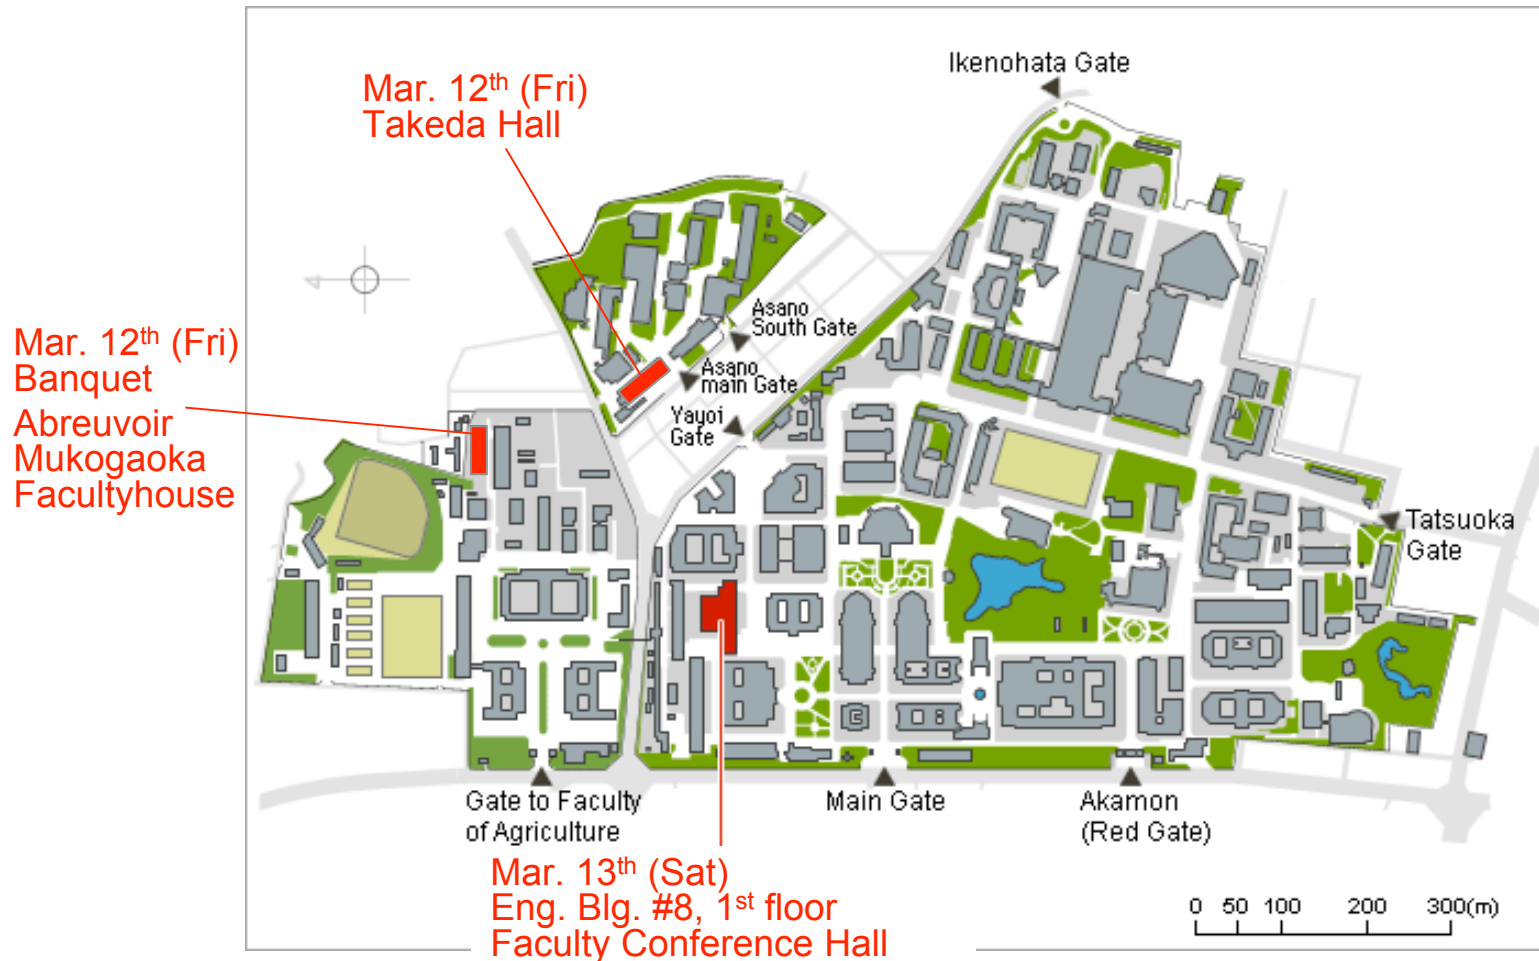 Ikenohata Gate
Mar. 12th (Fri)
Takeda Hall
Asano
South Gate
Mar. 12th (Fri)
Banquet
Abreuvoir
Mukogaoka
Facultyhouse
Asano
main Gate
Yayoi
Gate
Tatsuoka
Gate
Gate to Faculty
of Agriculture
Main Gate
Akamon
(Red Gate)
Mar. 13th (Sat)
Eng. Blg. #8, 1st floor
Faculty Conference Hall
0 50 100 200 300(m)